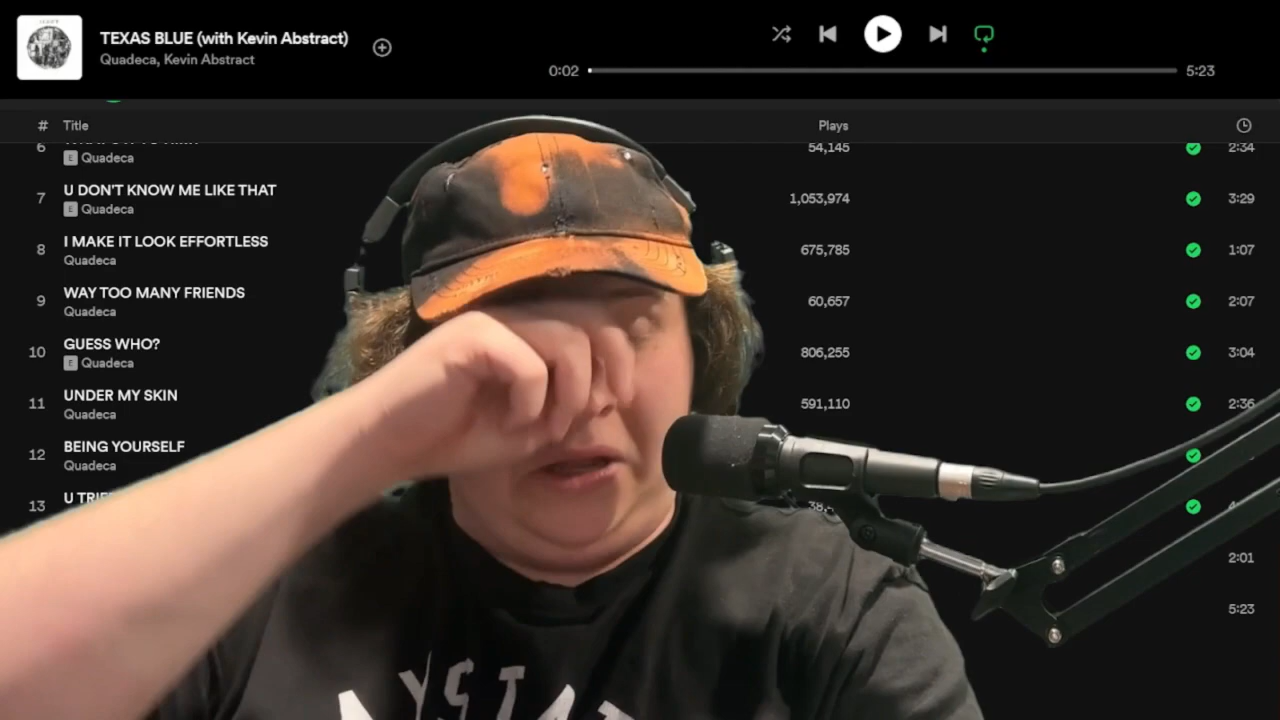 TEXAS BLUE (with Kevin Abstract)
Quadeca, Kevin Abstract
0:02
5:23
# Title Plays
6 54,145 2:34
E Quadeca
7 U DON'T KNOW ME LIKE THAT 1,053,974 3:29
E Quadeca
8 I MAKE IT LOOK EFFORTLESS 675,785 1:07
Quadeca
9 WAY TOO MANY FRIENDS 60,657 2:07
Quadeca
10 GUESS WHO? 806,255 3:04
E Quadeca
11 UNDER MY SKIN 591,110 2:36
Quadeca
12 BEING YOURSELF
Quadeca
13 U
2:01
5:23